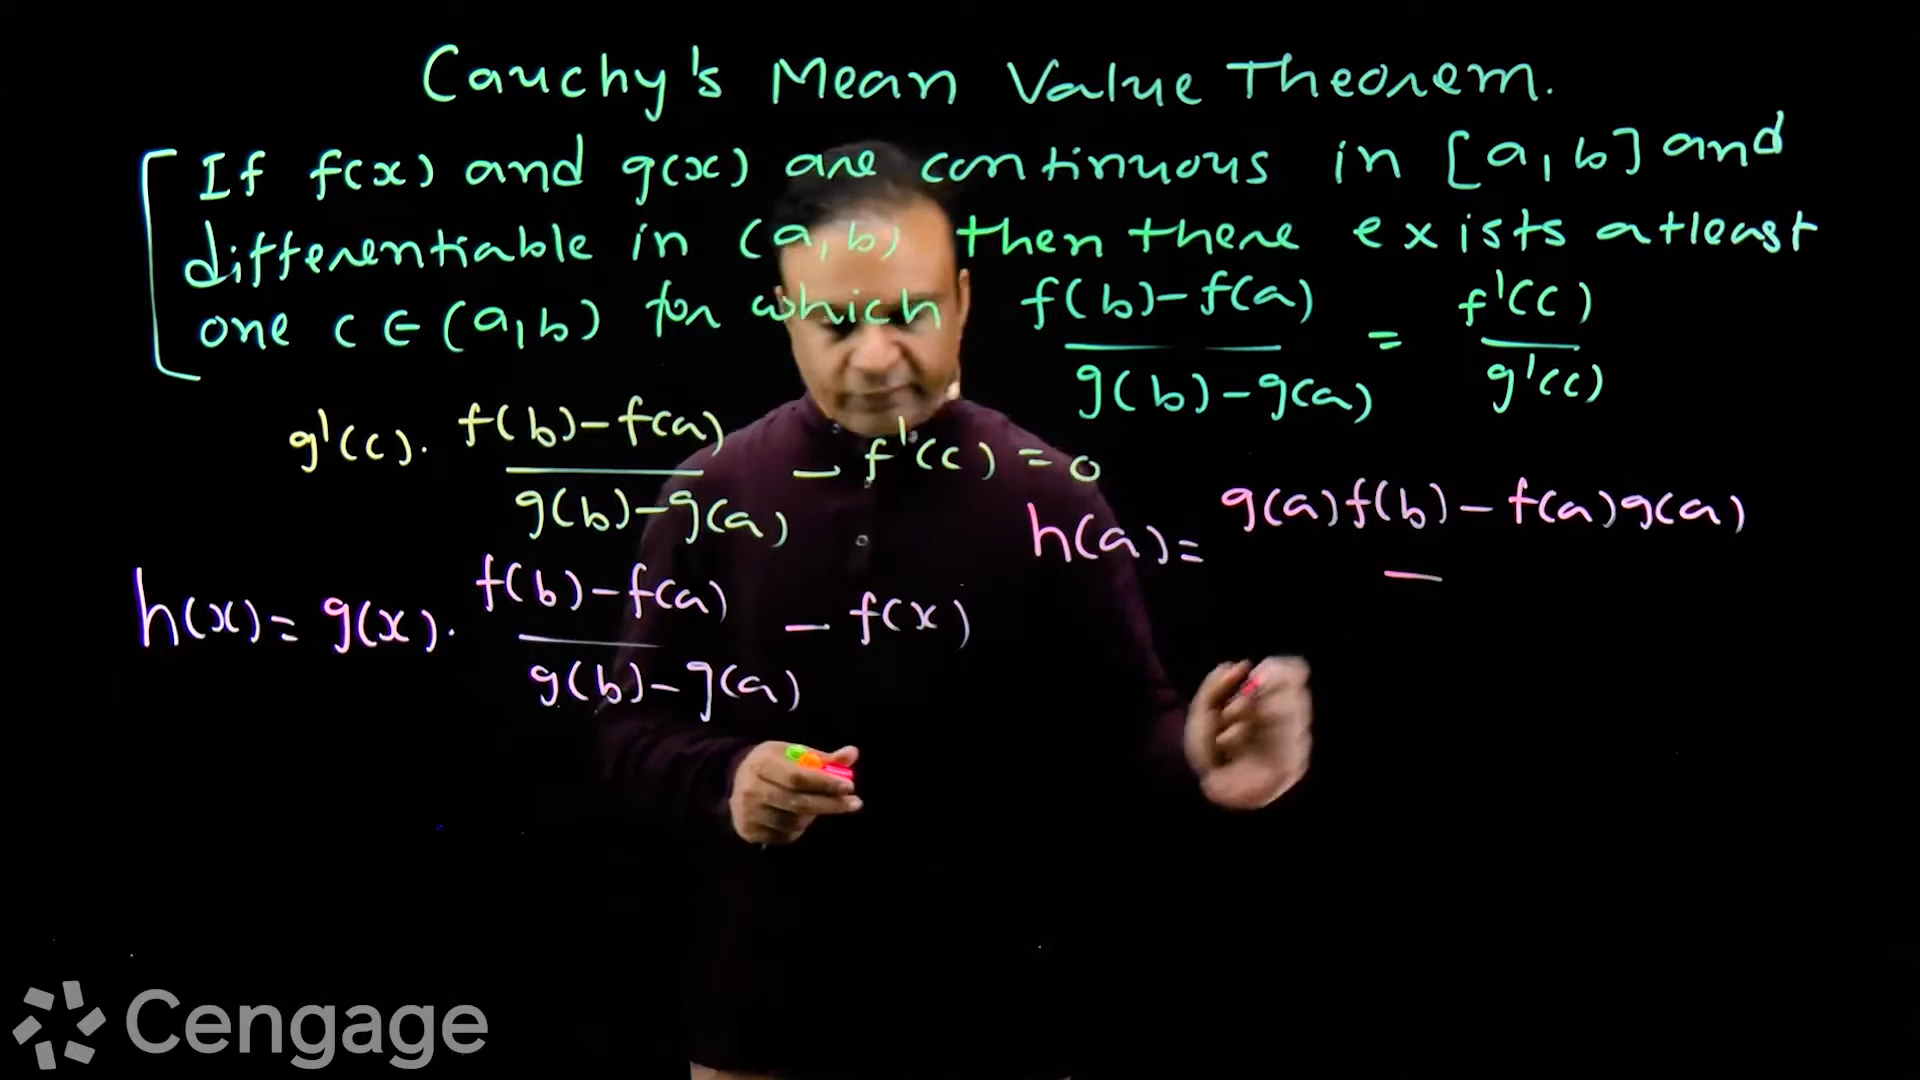 Cauchy's Mean Value Theorem.
If f(x) and g(x) are continuous in [a, b] and
differentiable in (a, b) then there exists atleast
one c ∈ (a, b) for which f(b)-f(a) / g(b)-g(a) = f'(c) / g'(c)
g'(c). f(b)-f(a) / g(b)-g(a) - f'(c) = 0
h(x) = g(x). f(b)-f(a) / g(b)-g(a) - f(x)
h(a) = g(a)f(b) - f(a)g(a)
Cengage